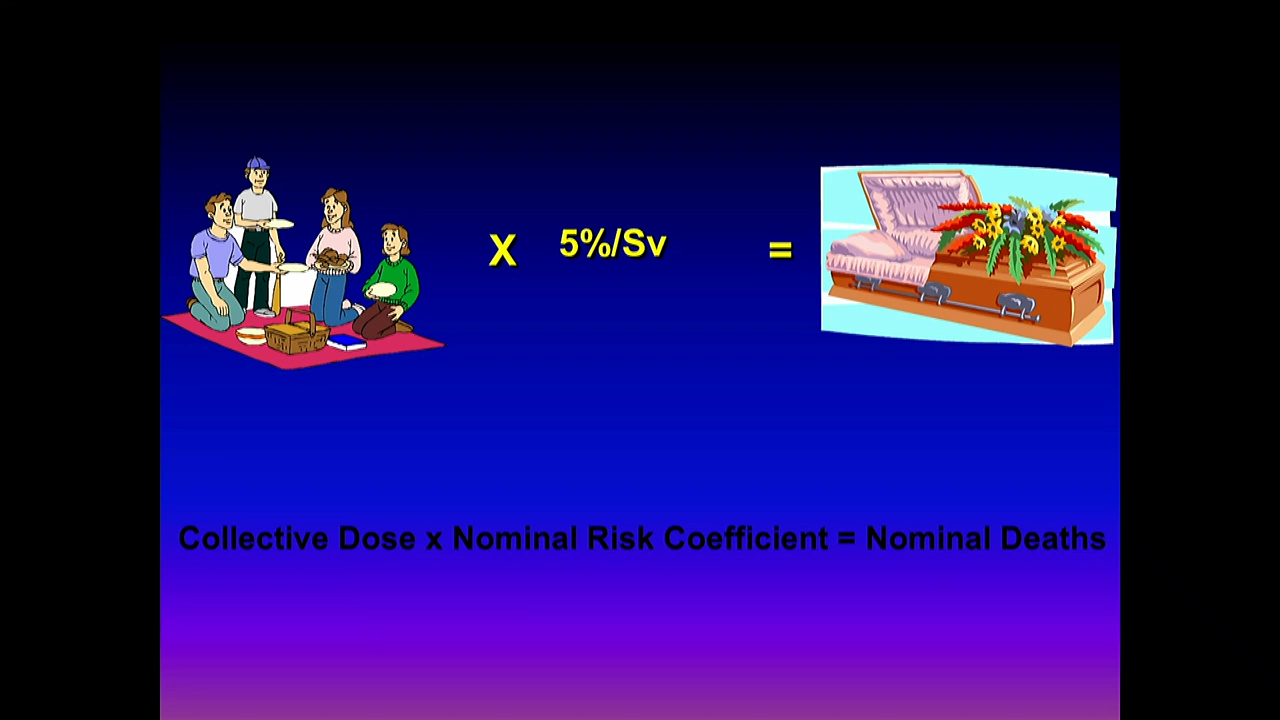 X 5%/Sv =
Collective Dose x Nominal Risk Coefficient = Nominal Deaths